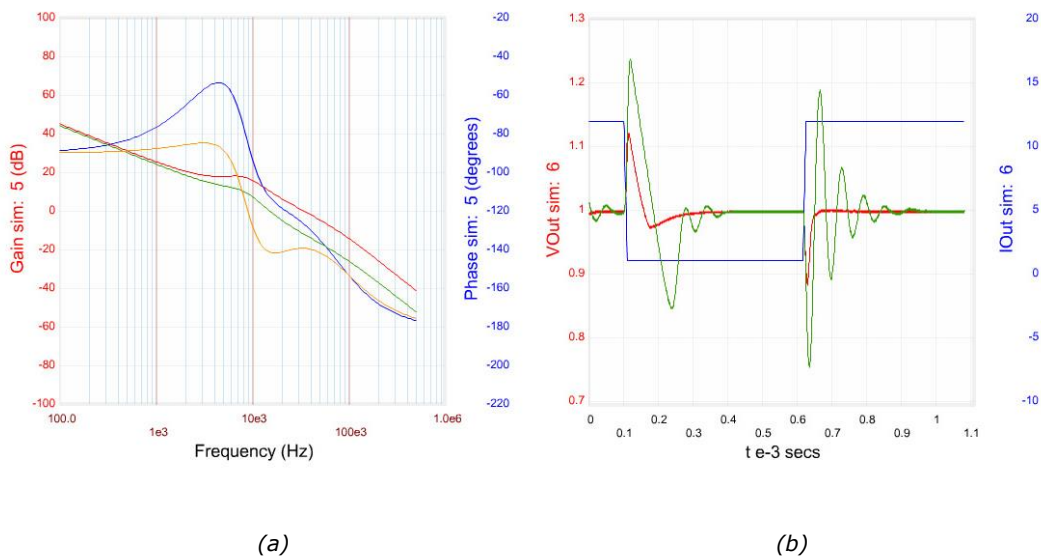 100
80
60
40
20
0
-20
-40
-60
-80
-100
Gain sim: 5 (dB)
-20
-40
-60
-80
-100
-120
-140
-160
-180
-200
-220
Phase sim: 5 (degrees)
100.0
1e3
10e3
100e3
1.0e6
Frequency (Hz)
1.3
1.2
1.1
1
0.9
0.8
0.7
VOut sim: 6
20
15
10
5
0
-5
-10
IOut sim: 6
0 0.2 0.4 0.6 0.8 1
0.1 0.3 0.5 0.7 0.9 1.1
t e-3 secs
(a)
(b)